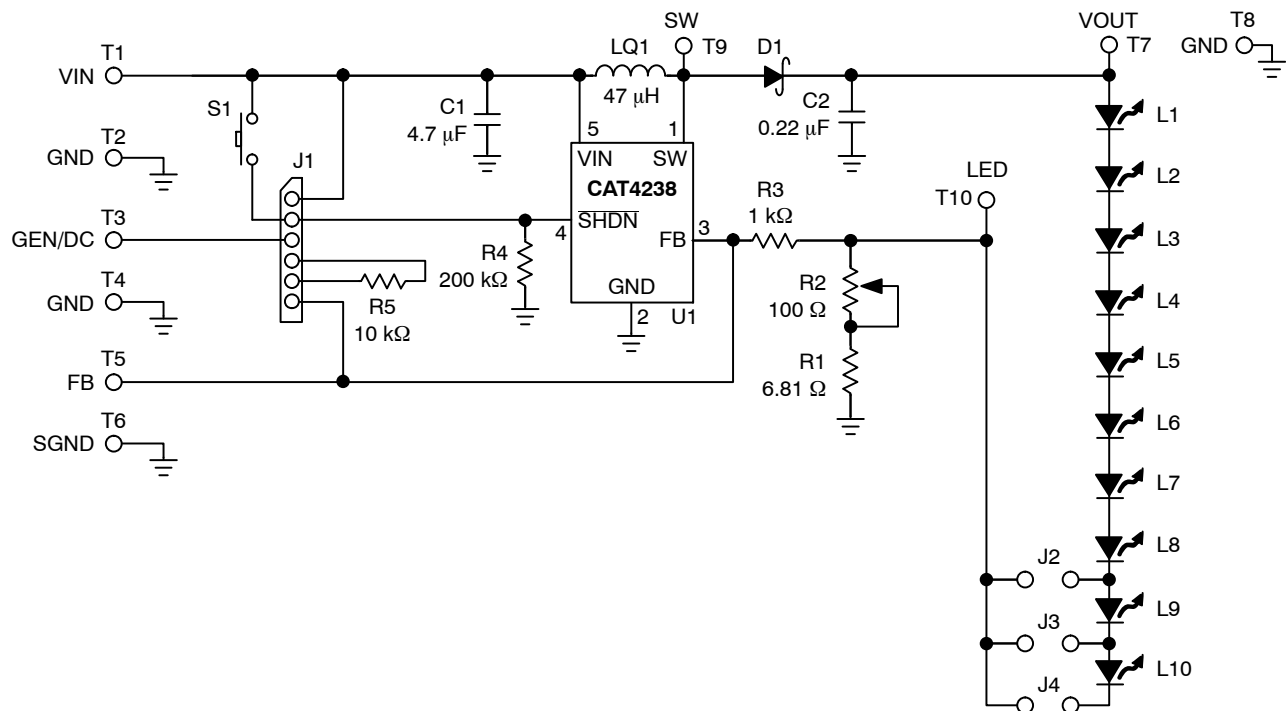 SW
T9
VOUT
T7
T8
GND
T1
VIN
LQ1
47 μH
D1
S1
C1
4.7 μF
C2
0.22 μF
L1
T2
GND
J1
5
1
VIN
SW
CAT4238
LED
T10
L2
T3
GEN/DC
SHDN
4
FB
3
R3
1 kΩ
L3
R4
200 kΩ
T4
GND
R5
10 kΩ
GND
2
U1
R2
100 Ω
L4
T5
FB
R1
6.81 Ω
L5
T6
SGND
L6
L7
L8
J2
L9
J3
L10
J4